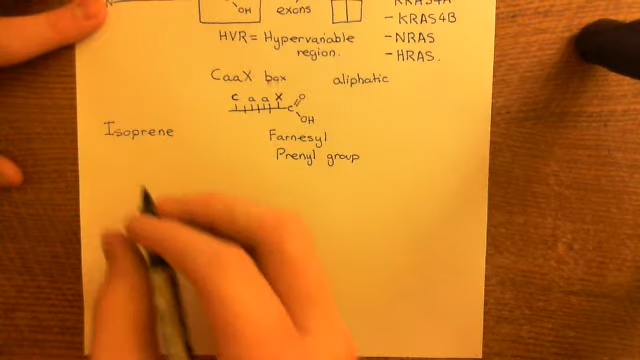 KRAS4A
OH
exons
- KRAS4B
HVR = Hypervariable region.
- NRAS
- HRAS.
CaaX box
aliphatic
C a a X
C
O
OH
Isoprene
Farnesyl
Prenyl group